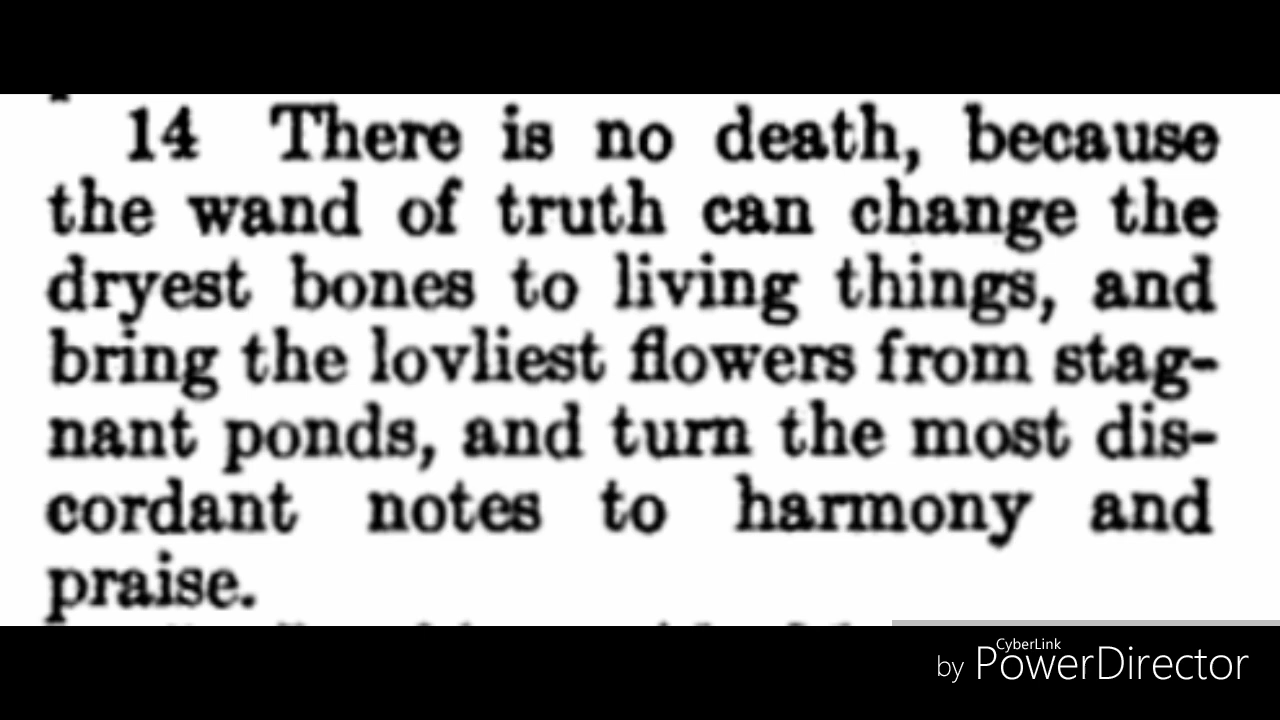 14 There is no death, because
the wand of truth can change the
dryest bones to living things, and
bring the lovliest flowers from stag-
nant ponds, and turn the most dis-
cordant notes to harmony and
praise.
CyberLink
by PowerDirector